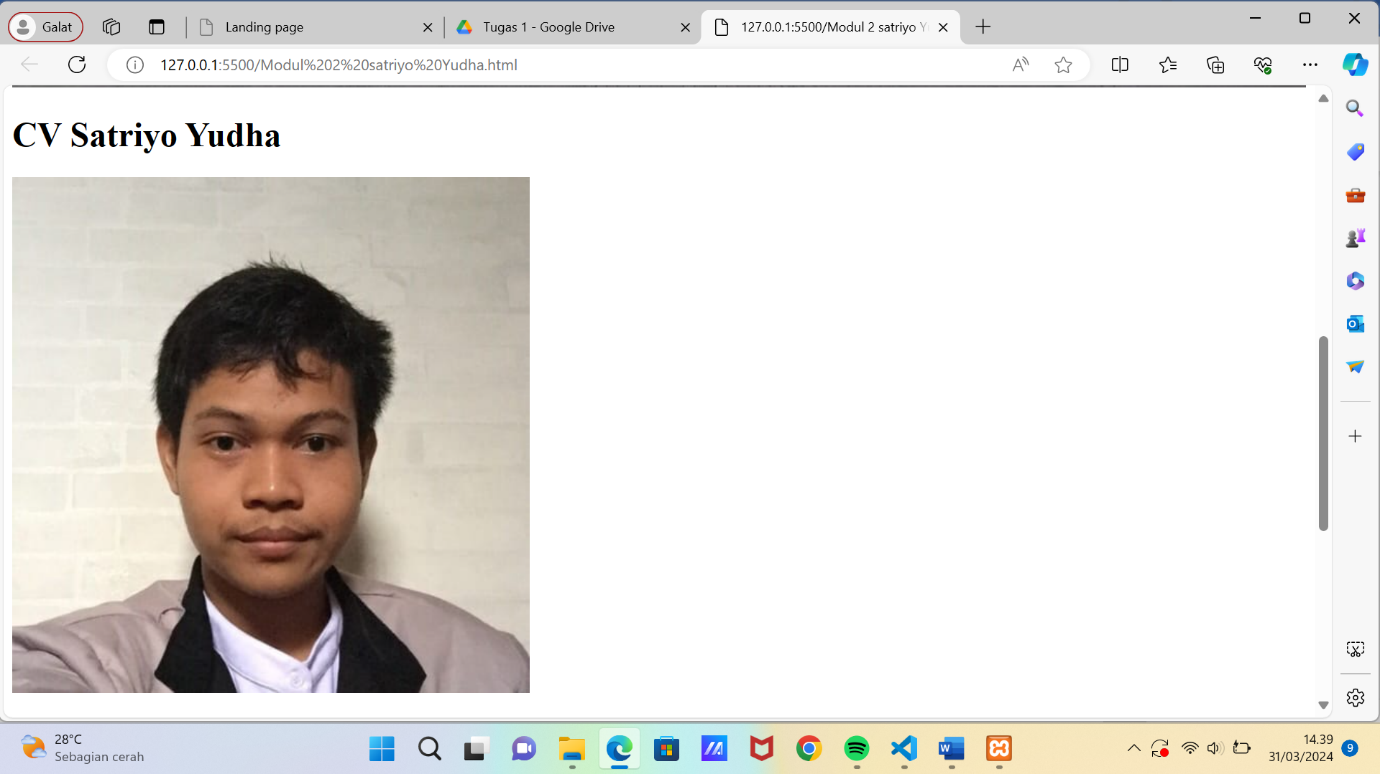 Galat
Landing page
Tugas 1 - Google Drive
127.0.0.1:5500/Modul 2 satriyo Y
127.0.0.1:5500/Modul%202%20satriyo%20Yudha.html
CV Satriyo Yudha
28°C
Sebagian cerah
14.39
31/03/2024
9